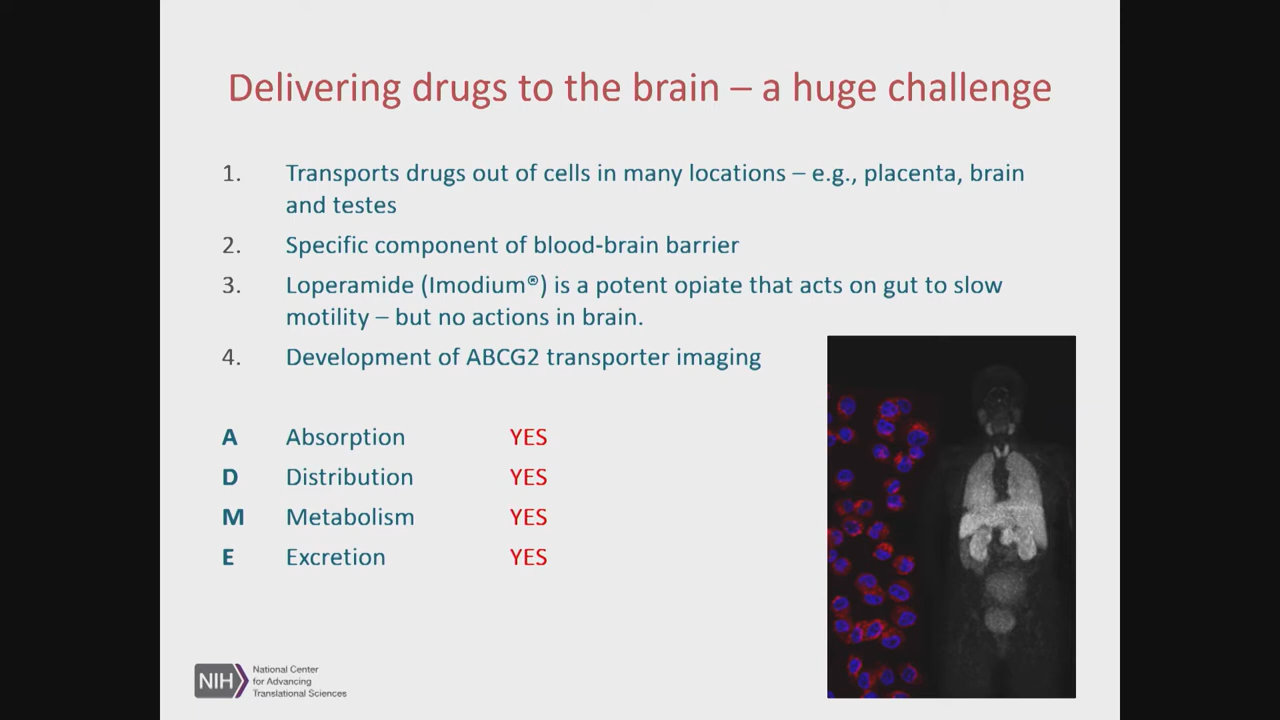 Delivering drugs to the brain – a huge challenge
1. Transports drugs out of cells in many locations – e.g., placenta, brain
and testes
2. Specific component of blood-brain barrier
3. Loperamide (Imodium®) is a potent opiate that acts on gut to slow
motility – but no actions in brain.
4. Development of ABCG2 transporter imaging
A Absorption YES
D Distribution YES
M Metabolism YES
E Excretion YES
NIH National Center
for Advancing
Translational Sciences